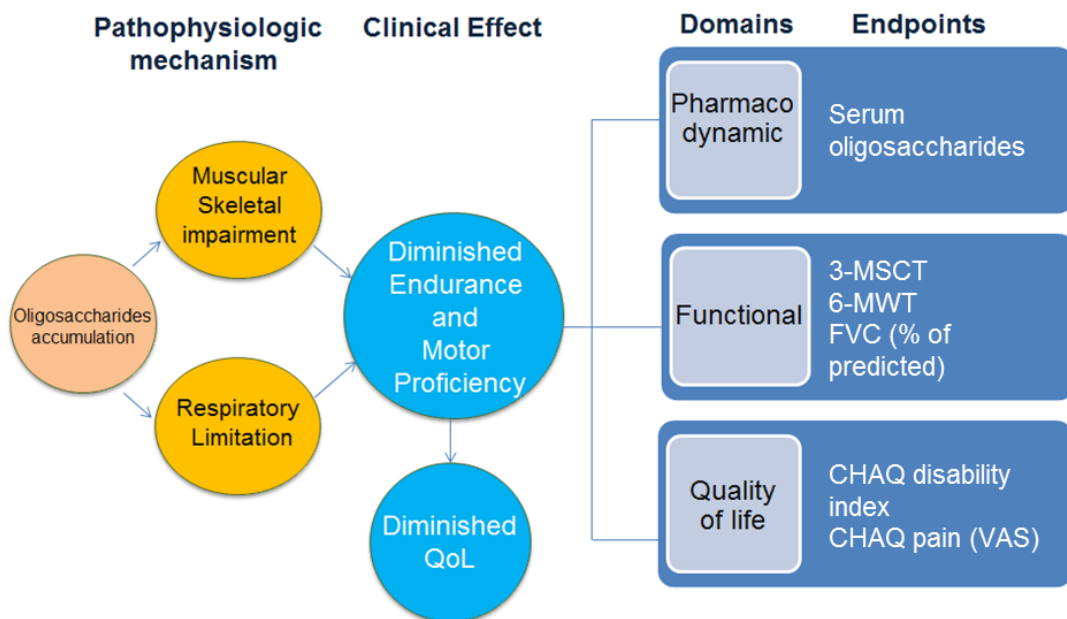 Pathophysiologic
mechanism
Clinical Effect
Domains
Endpoints
Oligosaccharides
accumulation
Muscular
Skeletal
impairment
Respiratory
Limitation
Diminished
Endurance
and
Motor
Proficiency
Diminished
QoL
Pharmaco
dynamic
Serum
oligosaccharides
Functional
3-MSCT
6-MWT
FVC (% of
predicted)
Quality
of life
CHAQ disability
index
CHAQ pain (VAS)